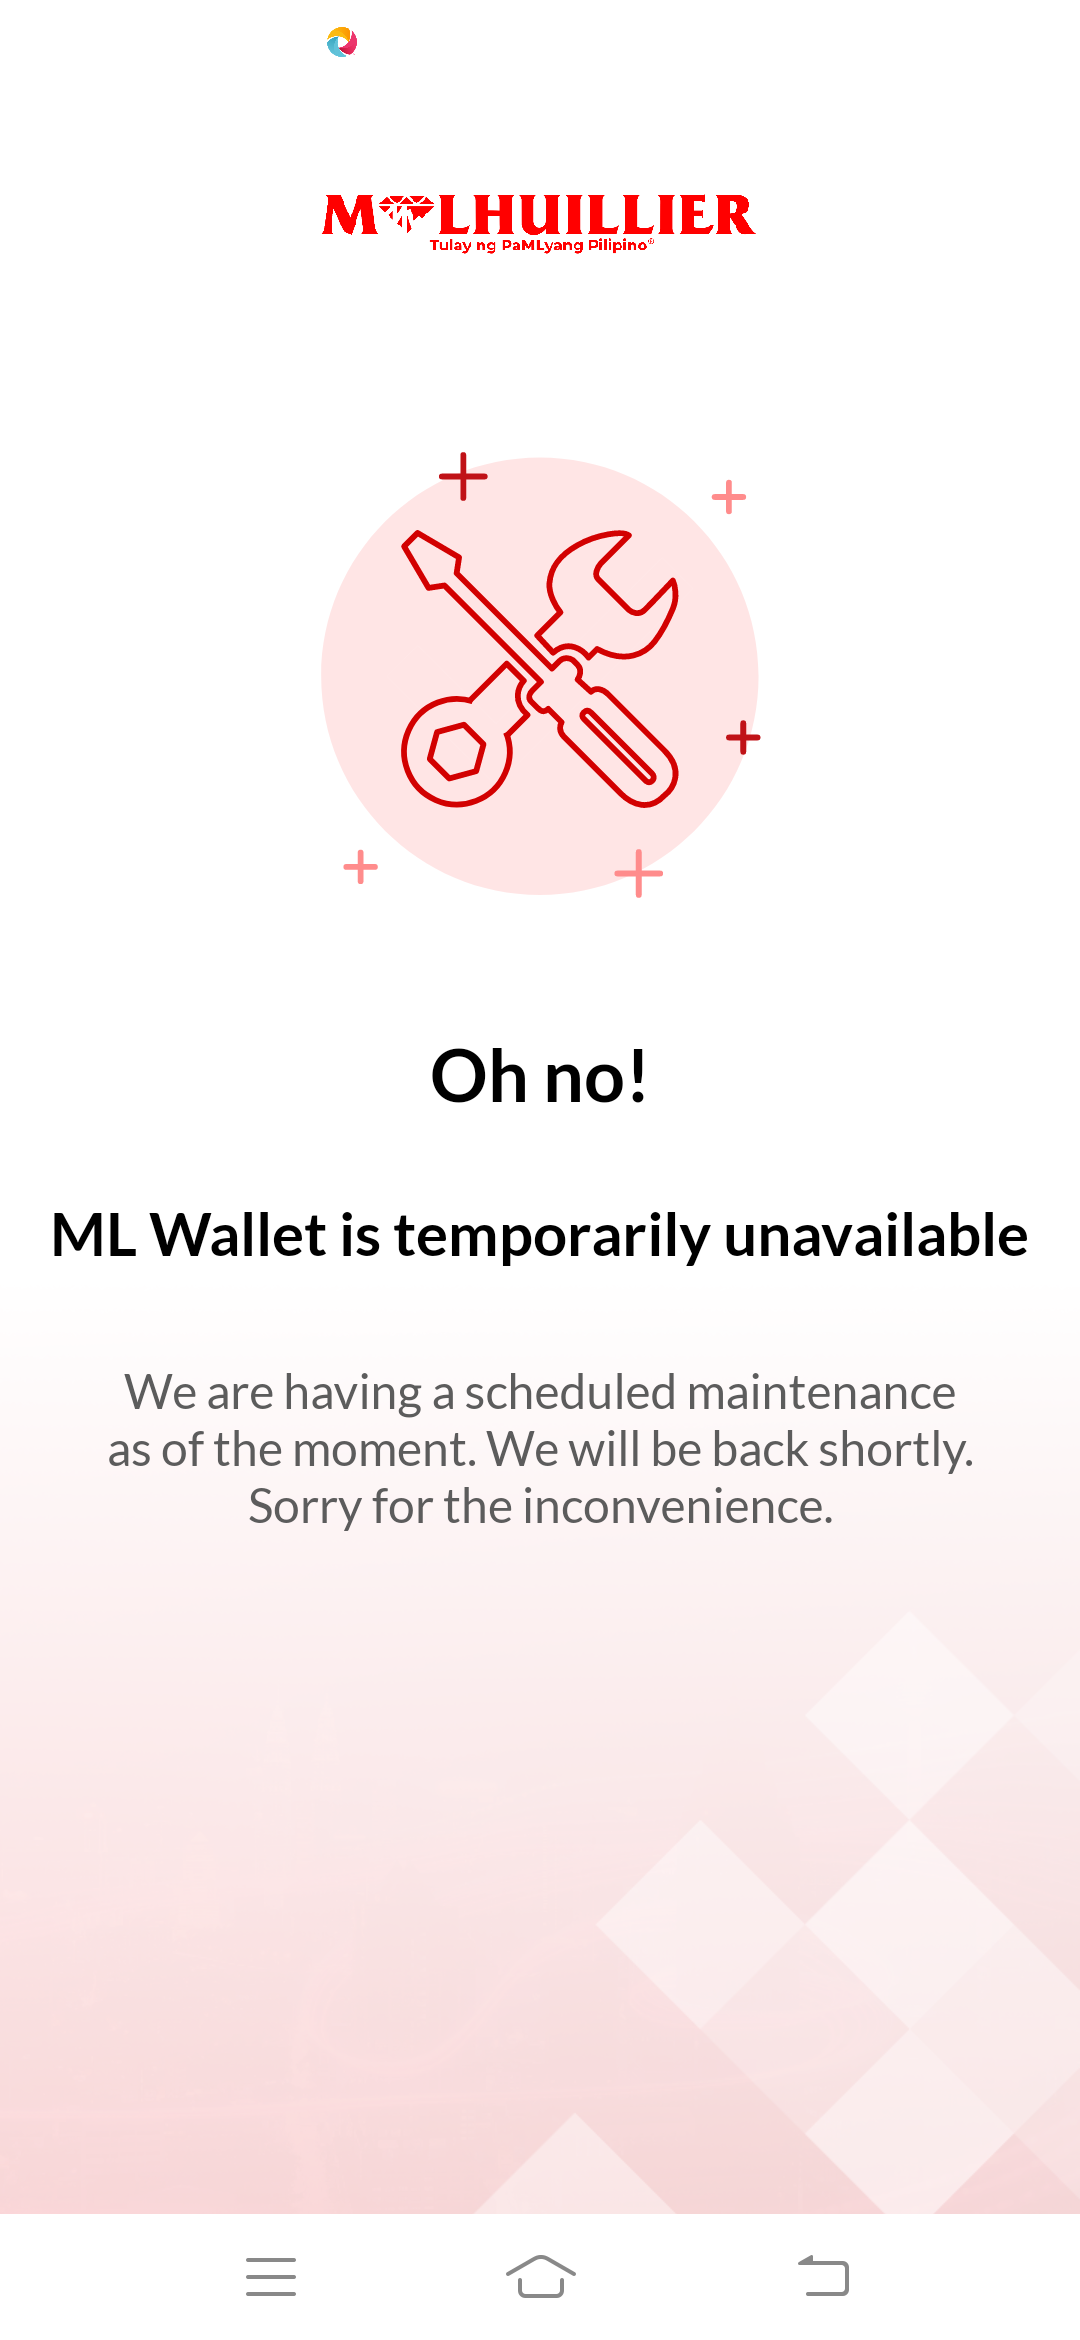 M LHUILLIER
Tulay ng PaMLyang Pilipino®
Oh no!
ML Wallet is temporarily unavailable
We are having a scheduled maintenance
as of the moment. We will be back shortly.
Sorry for the inconvenience.